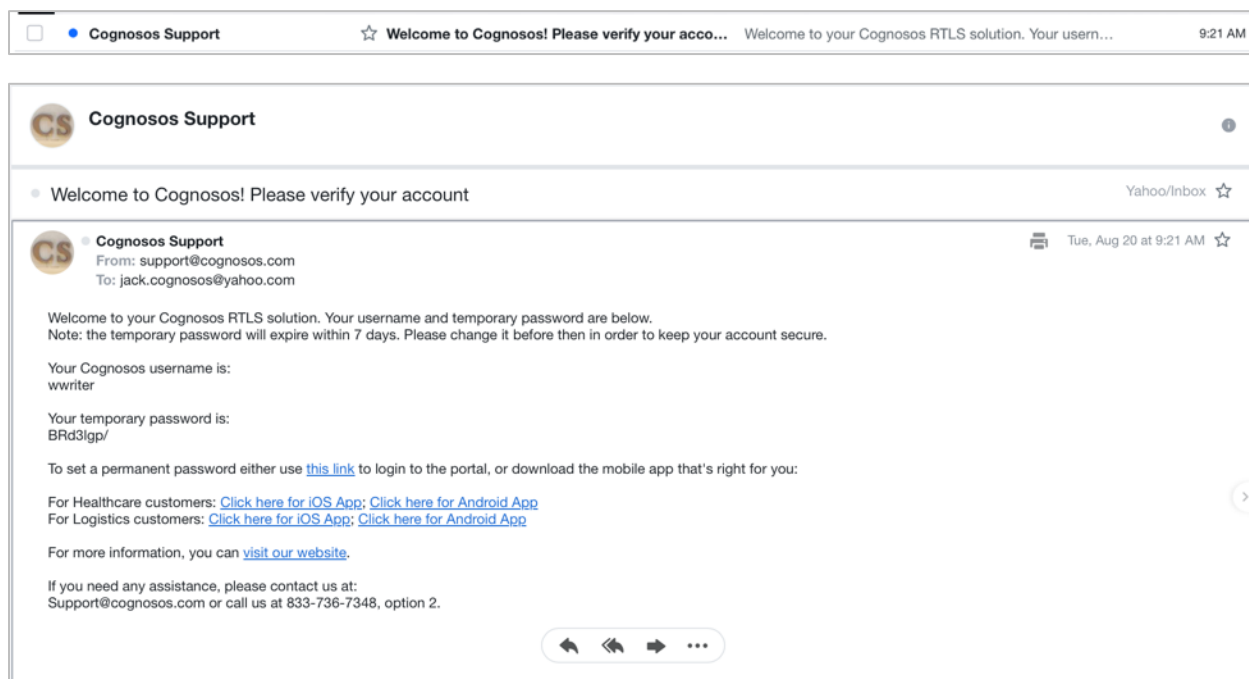 Cognosos Support Welcome to Cognosos! Please verify your acco... Welcome to your Cognosos RTLS solution. Your usern... 9:21 AM
CS Cognosos Support
Welcome to Cognosos! Please verify your account Yahoo/Inbox
CS Cognosos Support Tue, Aug 20 at 9:21 AM
From: support@cognosos.com
To: jack.cognosos@yahoo.com
Welcome to your Cognosos RTLS solution. Your username and temporary password are below.
Note: the temporary password will expire within 7 days. Please change it before then in order to keep your account secure.
Your Cognosos username is:
wwriter
Your temporary password is:
BRd3lgp/
To set a permanent password either use this link to login to the portal, or download the mobile app that's right for you:
For Healthcare customers: Click here for iOS App; Click here for Android App
For Logistics customers: Click here for iOS App; Click here for Android App
For more information, you can visit our website.
If you need any assistance, please contact us at:
Support@cognosos.com or call us at 833-736-7348, option 2.